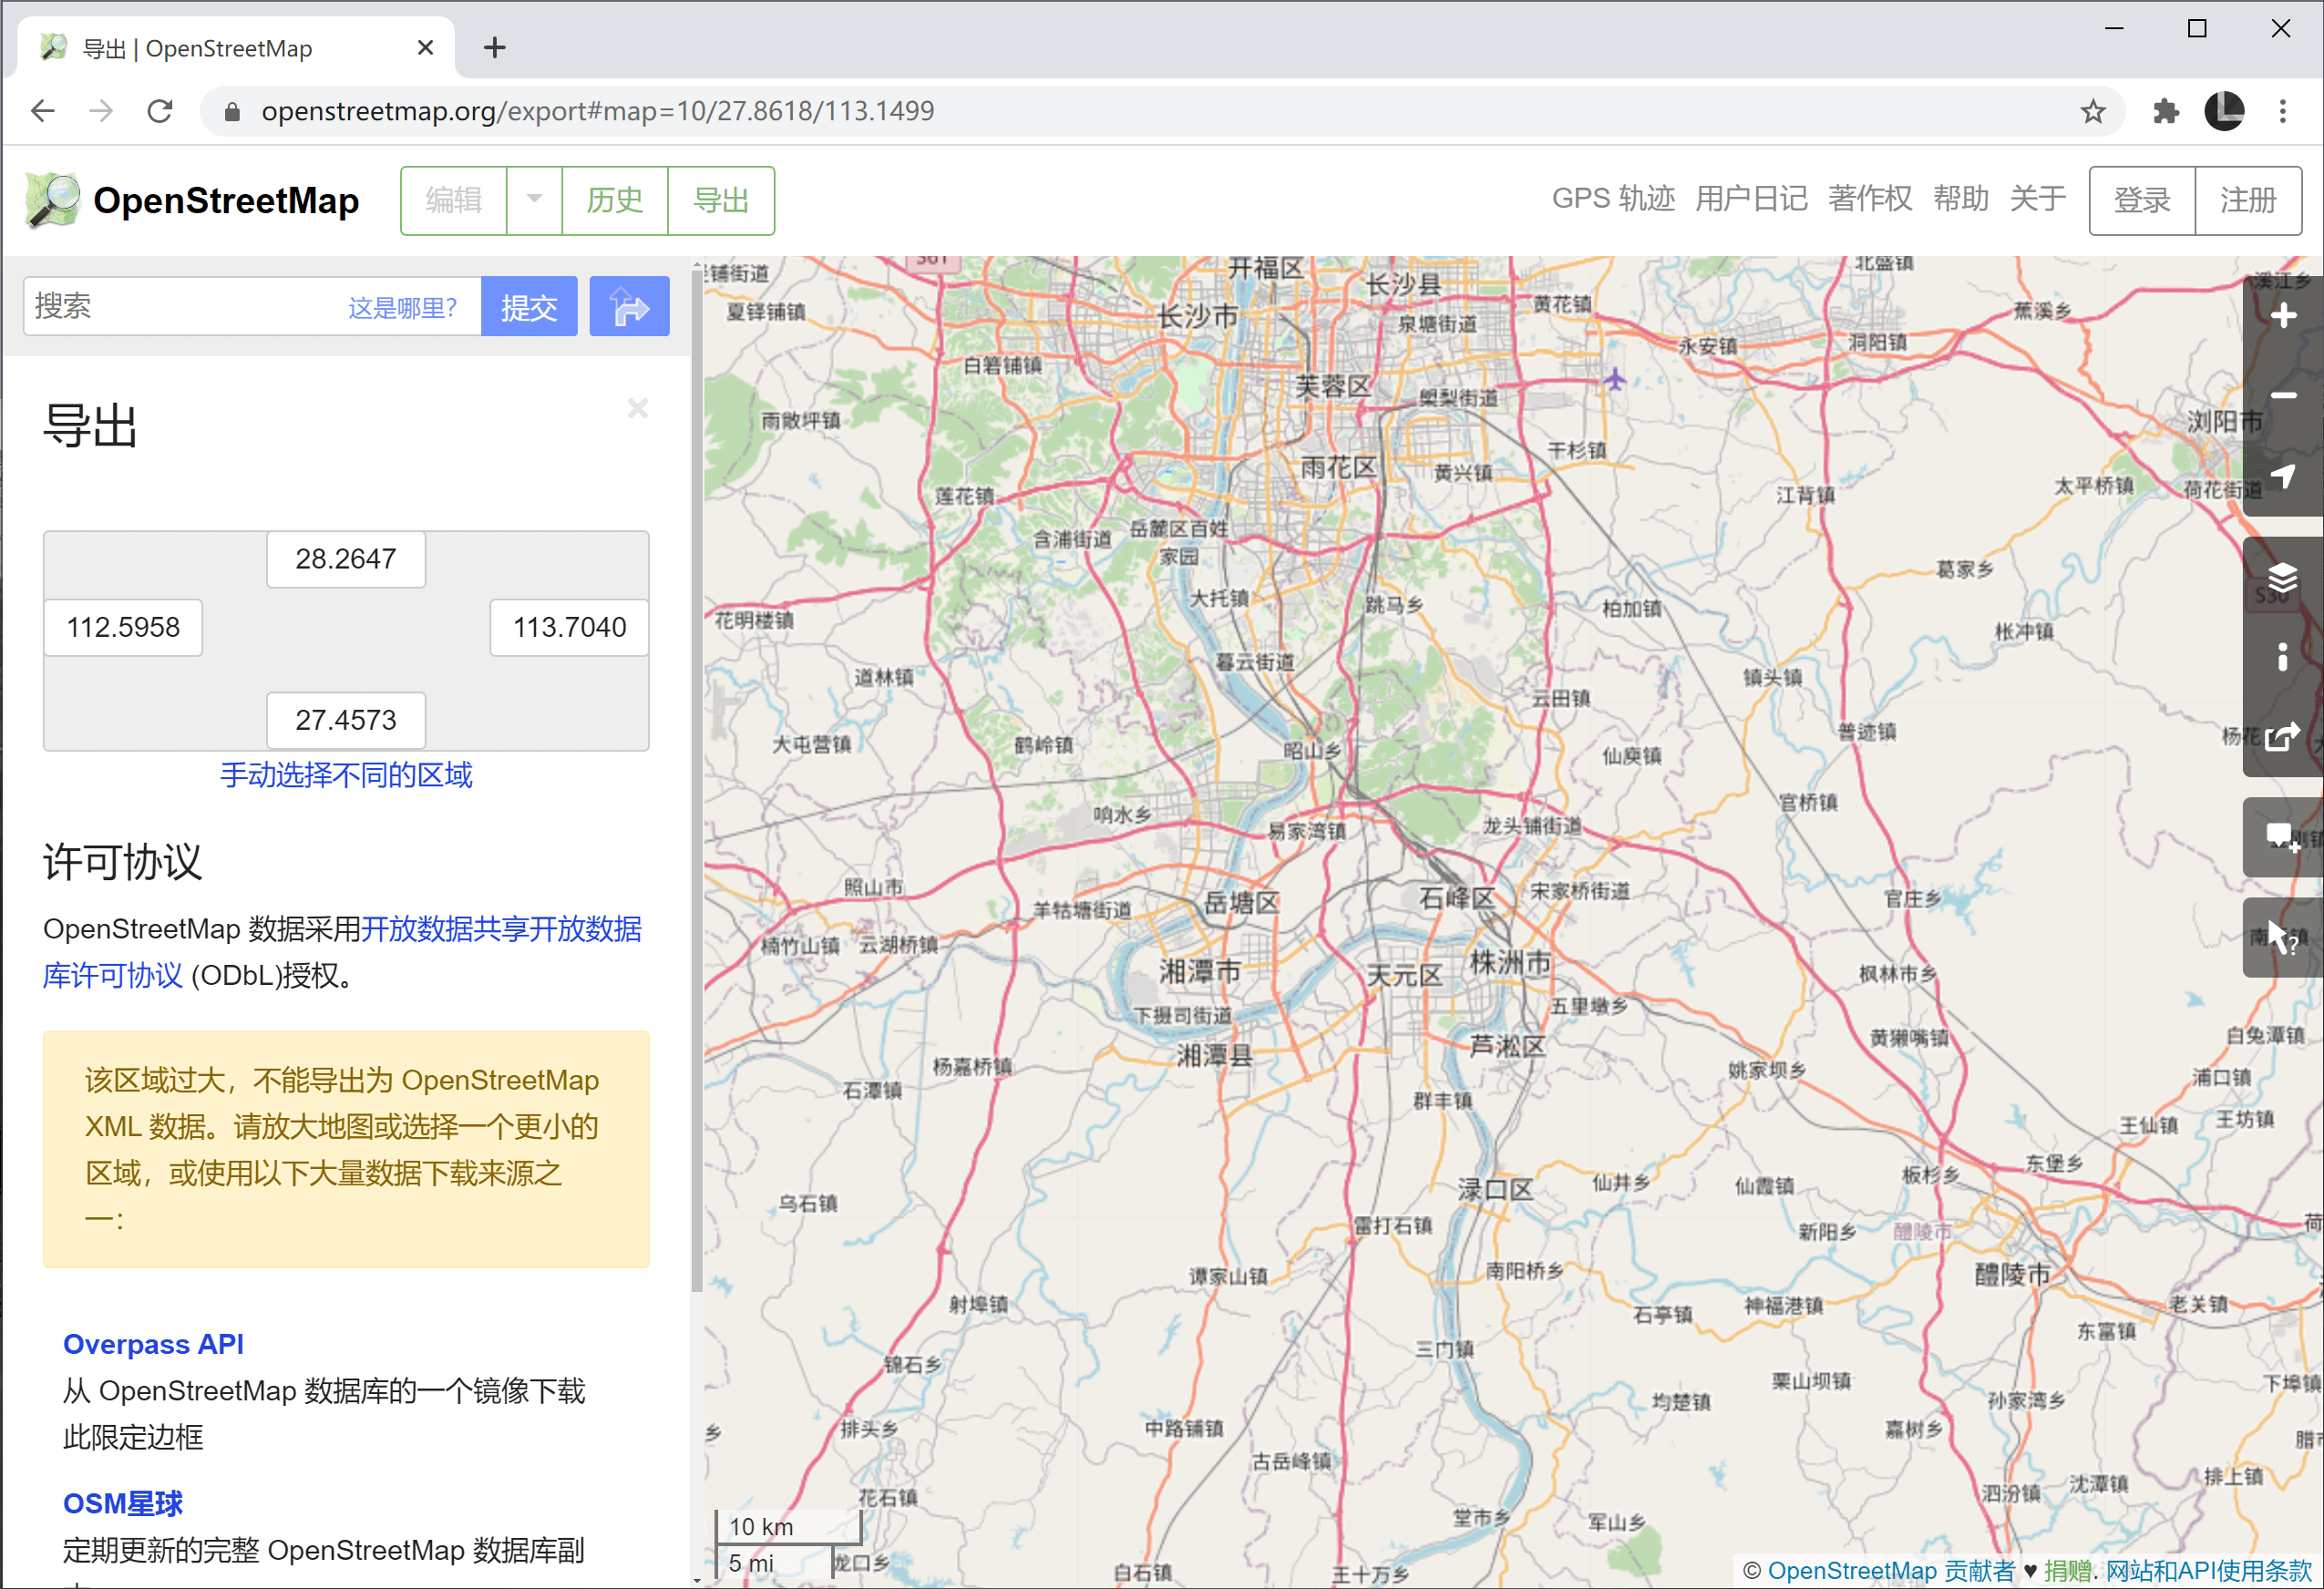 导出 | OpenStreetMap
openstreetmap.org/export#map=10/27.8618/113.1499
OpenStreetMap
编辑
历史
导出
GPS 轨迹
用户日记
著作权
帮助
关于
登录
注册
搜索
这是哪里?
提交
导出
28.2647
112.5958
113.7040
27.4573
手动选择不同的区域
许可协议
OpenStreetMap 数据采用开放数据共享开放数据
库许可协议 (ODbL)授权。
该区域过大，不能导出为 OpenStreetMap
XML 数据。请放大地图或选择一个更小的
区域，或使用以下大量数据下载来源之
一：
Overpass API
从 OpenStreetMap 数据库的一个镜像下载
此限定边框
OSM星球
定期更新的完整 OpenStreetMap 数据库副
S61
开福区
北盛镇
长沙县
夏铎铺镇
长沙市
泉塘街道
黄花镇
蕉溪乡
溪江乡
永安镇
洞阳镇
白箬铺镇
芙蓉区
㮾梨街道
雨敞坪镇
浏阳市
干杉镇
雨花区
黄兴镇
莲花镇
江背镇
太平桥镇
荷花街道
含浦街道
岳麓区百姓
家园
葛家乡
S30
大托镇
跳马乡
柏加镇
花明楼镇
枨冲镇
暮云街道
道林镇
镇头镇
云田镇
普迹镇
大屯营镇
鹤岭镇
昭山乡
仙庾镇
官桥镇
响水乡
易家湾镇
龙头铺街道
照山市
羊牯塘街道
岳塘区
石峰区
宋家桥街道
官庄乡
楠竹山镇
云湖桥镇
湘潭市
天元区
株洲市
枫林市乡
下摄司街道
五里墩乡
黄獭嘴镇
白兔潭镇
湘潭县
芦淞区
杨嘉桥镇
石潭镇
姚家坝乡
浦口镇
群丰镇
王仙镇
王坊镇
东堡乡
板杉乡
乌石镇
渌口区
仙井乡
仙霞镇
雷打石镇
新阳乡
醴陵市
谭家山镇
南阳桥乡
醴陵市
射埠镇
石亭镇
神福港镇
老关镇
东富镇
三门镇
锦石乡
栗山坝镇
下埠镇
均楚镇
孙家湾乡
排头乡
中路铺镇
嘉树乡
古岳峰镇
排上镇
沈潭镇
泗汾镇
花石镇
堂市乡
军山乡
10 km
5 mi
龙口乡
白石镇
王十万乡
© OpenStreetMap 贡献者 ♥ 捐赠. 网站和API使用条款